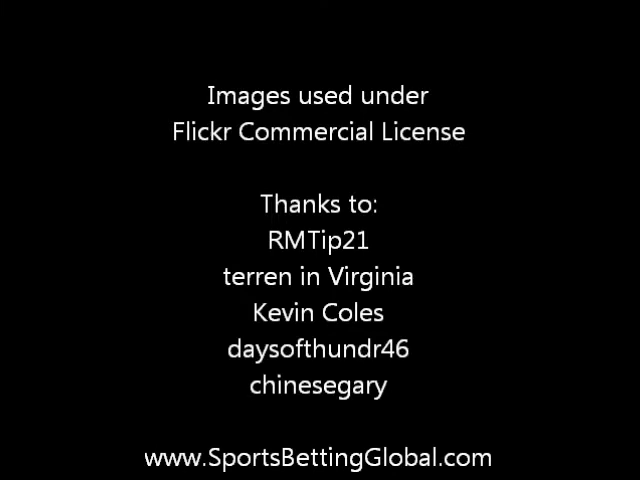 Images used under
Flickr Commercial License
Thanks to:
RMTip21
terren in Virginia
Kevin Coles
daysofthundr46
chinesegary
www.SportsBettingGlobal.com